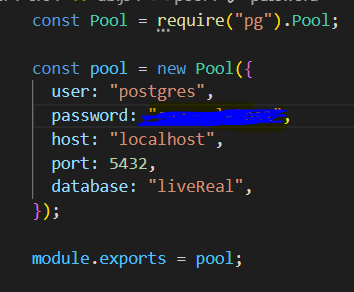 const Pool = require("pg").Pool;
const pool = new Pool({
user: "postgres",
password: "",
host: "localhost",
port: 5432,
database: "liveReal",
});
module.exports = pool;